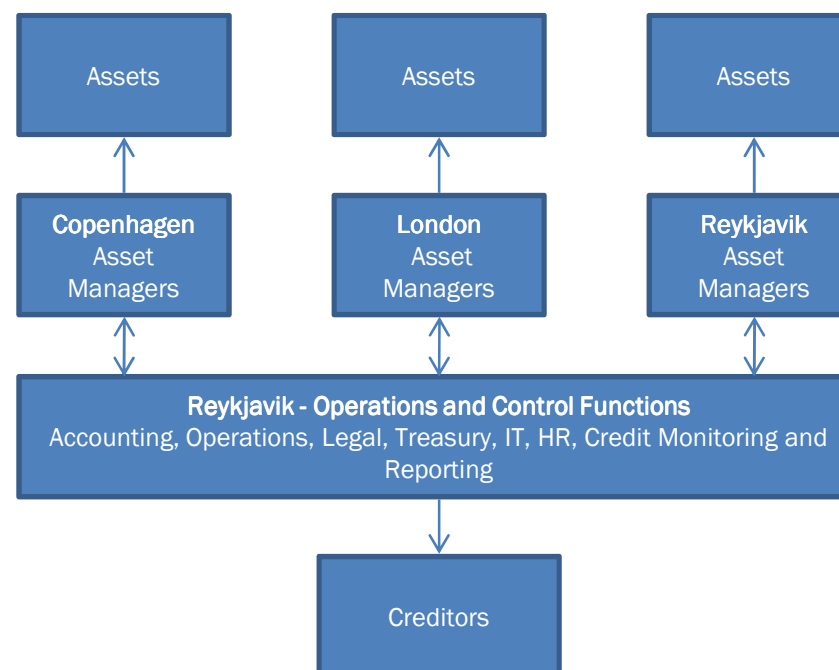 Assets
Assets
Assets
Copenhagen
Asset
Managers
London
Asset
Managers
Reykjavik
Asset
Managers
Reykjavik - Operations and Control Functions
Accounting, Operations, Legal, Treasury, IT, HR, Credit Monitoring and
Reporting
Creditors